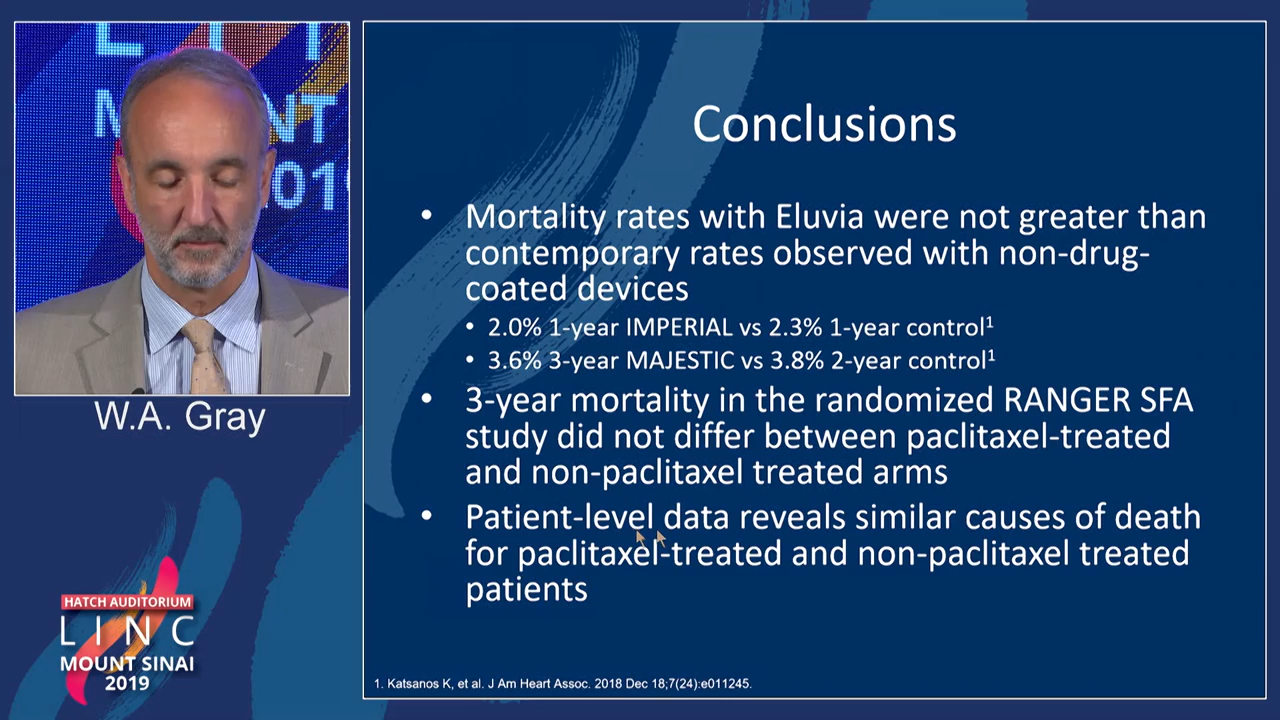 W.A. Gray
HATCH AUDITORIUM
LINC
MOUNT SINAI
2019
Conclusions
• Mortality rates with Eluvia were not greater than
contemporary rates observed with non-drug-
coated devices
• 2.0% 1-year IMPERIAL vs 2.3% 1-year control¹
• 3.6% 3-year MAJESTIC vs 3.8% 2-year control¹
• 3-year mortality in the randomized RANGER SFA
study did not differ between paclitaxel-treated
and non-paclitaxel treated arms
• Patient-level data reveals similar causes of death
for paclitaxel-treated and non-paclitaxel treated
patients
1. Katsanos K, et al. J Am Heart Assoc. 2018 Dec 18;7(24):e011245.